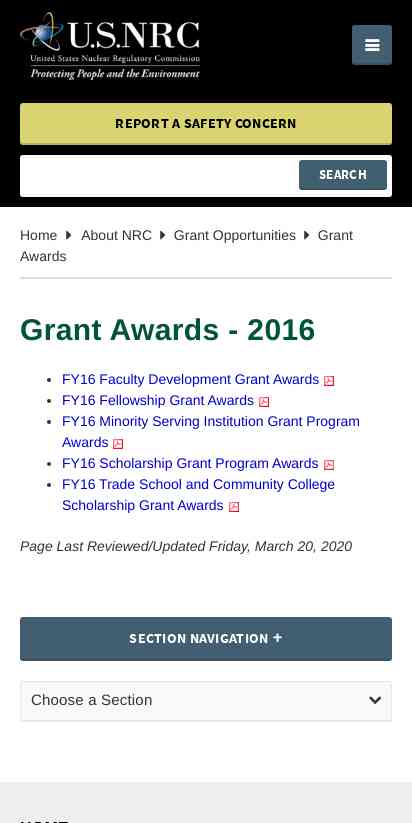 U.S.NRC
United States Nuclear Regulatory Commission
Protecting People and the Environment
REPORT A SAFETY CONCERN
SEARCH
Home About NRC Grant Opportunities Grant
Awards
Grant Awards - 2016
FY16 Faculty Development Grant Awards
FY16 Fellowship Grant Awards
FY16 Minority Serving Institution Grant Program
Awards
FY16 Scholarship Grant Program Awards
FY16 Trade School and Community College
Scholarship Grant Awards
Page Last Reviewed/Updated Friday, March 20, 2020
SECTION NAVIGATION +
Choose a Section